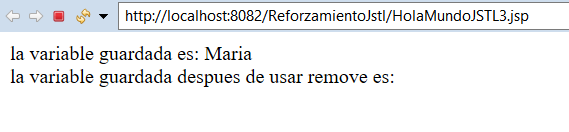 http://localhost:8082/ReforzamientoJstl/HolaMundoJSTL3.jsp
la variable guardada es: Maria
la variable guardada despues de usar remove es: